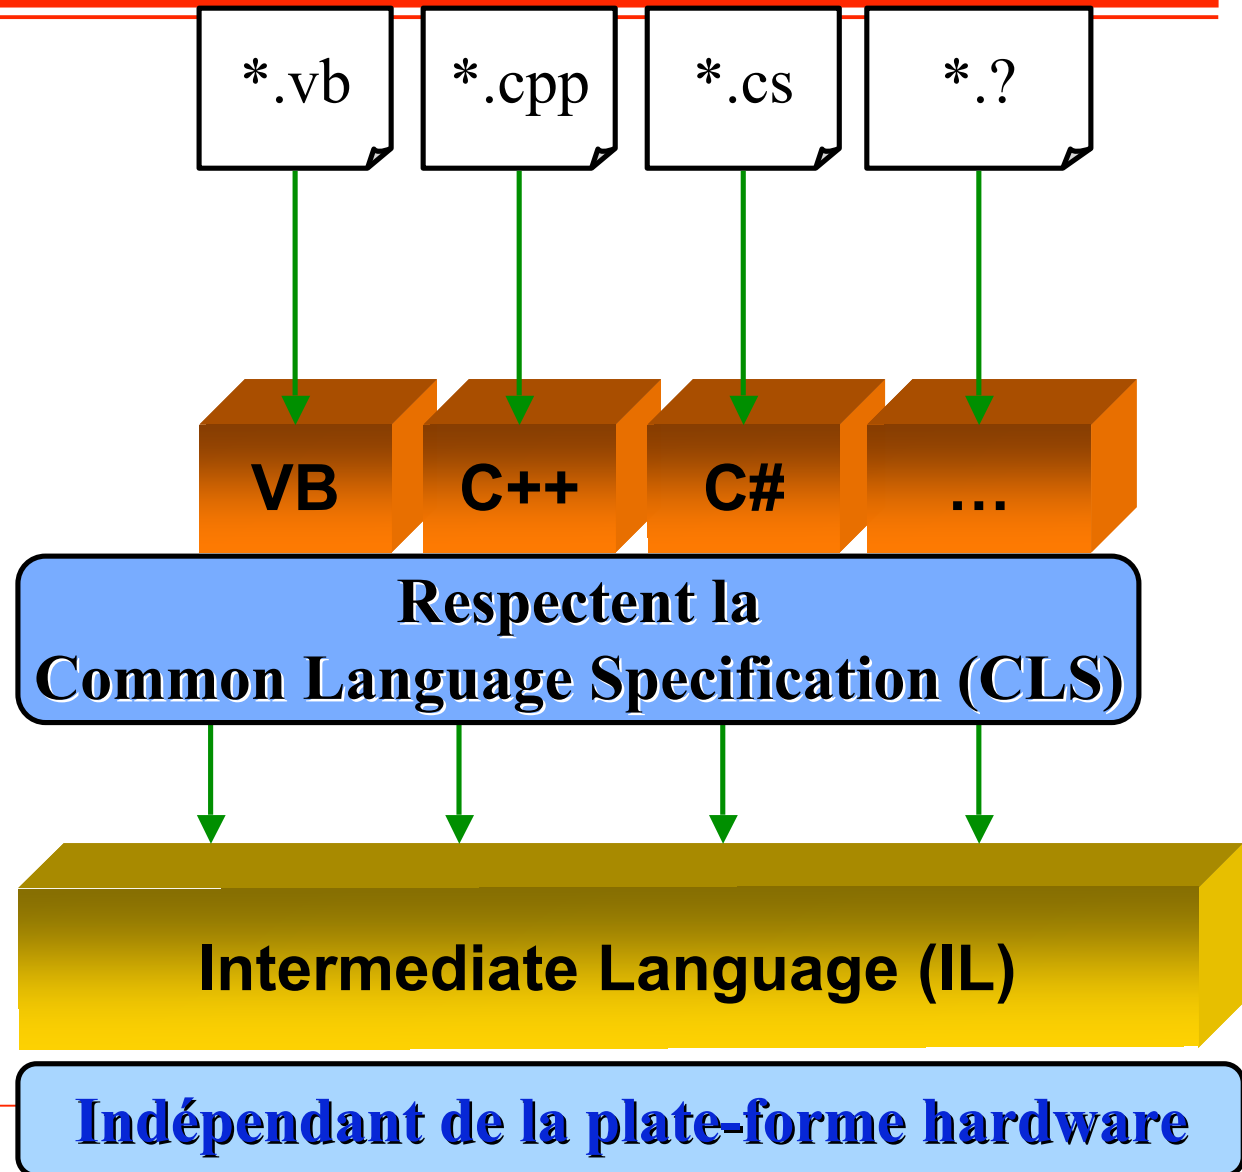 *.vb
*.cpp
*.cs
*.?
VB
C++
C#
...
Respectent la
Common Language Specification (CLS)
Intermediate Language (IL)
Indépendant de la plate-forme hardware